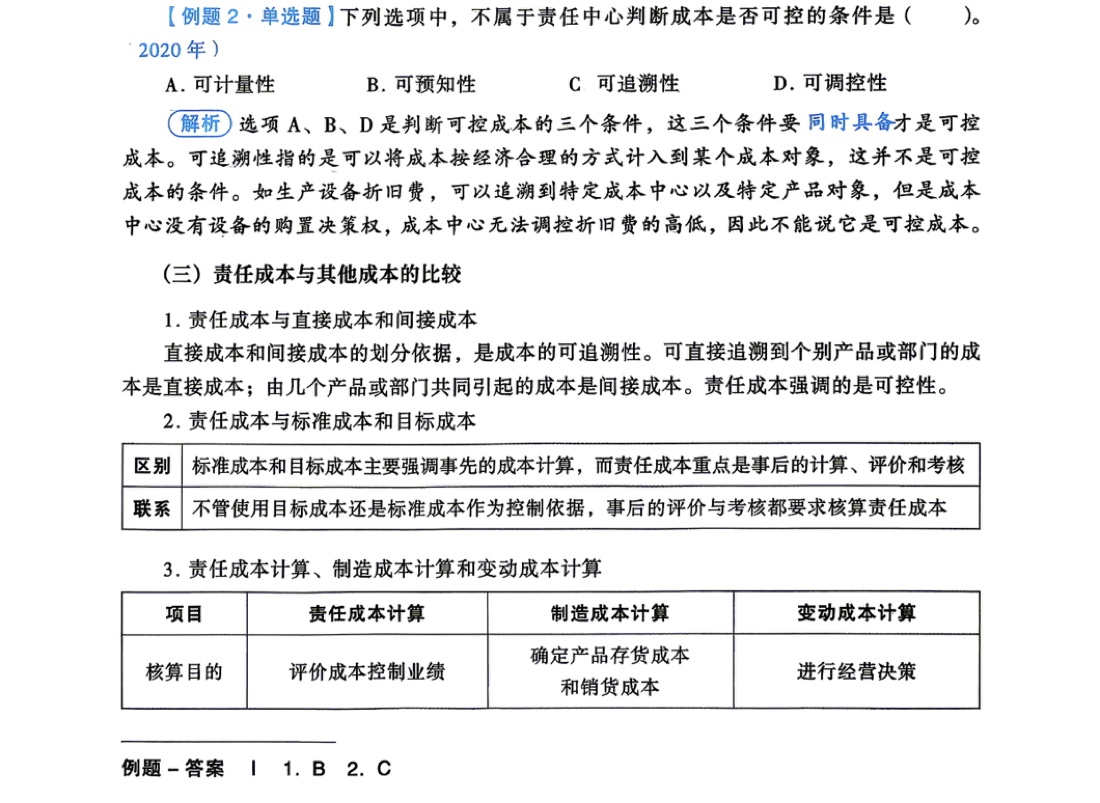 【例题2·单选题】下列选项中，不属于责任中心判断成本是否可控的条件是（　　）。
2020年）
A. 可计量性　B. 可预知性　C 可追溯性　D. 可调控性
解析 选项A、B、D是判断可控成本的三个条件，这三个条件要 同时具备才是可控
成本。可追溯性指的是可以将成本按经济合理的方式计入到某个成本对象，这并不是可控
成本的条件。如生产设备折旧费，可以追溯到特定成本中心以及特定产品对象，但是成本
中心没有设备的购置决策权，成本中心无法调控折旧费的高低，因此不能说它是可控成本。
（三）责任成本与其他成本的比较
1. 责任成本与直接成本和间接成本
直接成本和间接成本的划分依据，是成本的可追溯性。可直接追溯到个别产品或部门的成
本是直接成本；由几个产品或部门共同引起的成本是间接成本。责任成本强调的是可控性。
2. 责任成本与标准成本和目标成本
区别　标准成本和目标成本主要强调事先的成本计算，而责任成本重点是事后的计算、评价和考核
联系　不管使用目标成本还是标准成本作为控制依据，事后的评价与考核都要求核算责任成本
3. 责任成本计算、制造成本计算和变动成本计算
项目　责任成本计算　制造成本计算　变动成本计算
核算目的　评价成本控制业绩　确定产品存货成本　进行经营决策
和销货成本
例题－答案　| 1. B 2. C